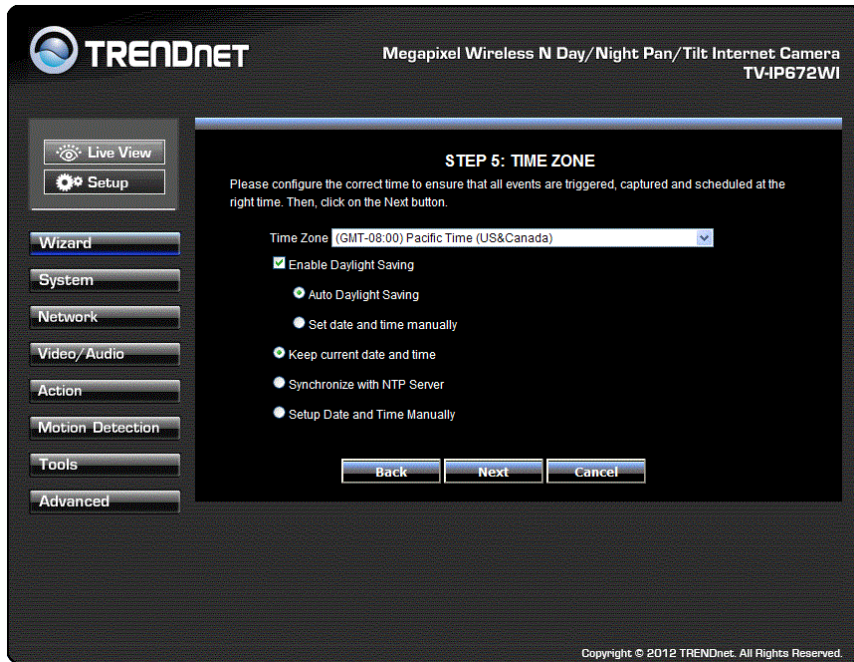 TRENDnet
Megapixel Wireless N Day/Night Pan/Tilt Internet Camera
TV-IP672WI
Live View
Setup
Wizard
System
Network
Video/Audio
Action
Motion Detection
Tools
Advanced
STEP 5: TIME ZONE
Please configure the correct time to ensure that all events are triggered, captured and scheduled at the
right time. Then, click on the Next button.
Time Zone (GMT-08:00) Pacific Time (US&Canada)
Enable Daylight Saving
Auto Daylight Saving
Set date and time manually
Keep current date and time
Synchronize with NTP Server
Setup Date and Time Manually
Back Next Cancel
Copyright © 2012 TRENDnet. All Rights Reserved.